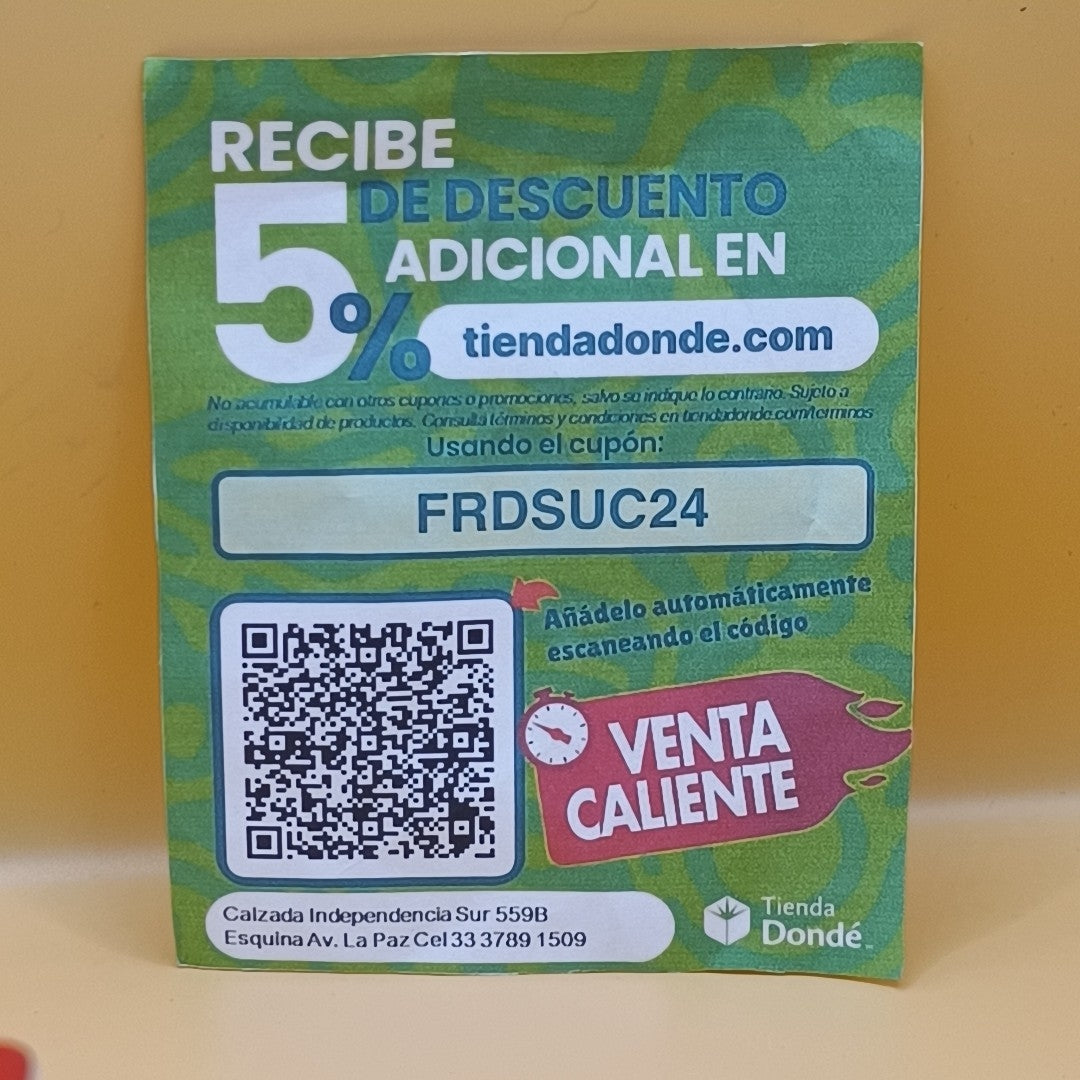 RECIBE
5% DE DESCUENTO
ADICIONAL EN
tiendadonde.com
No acumulable con otros cupones o promociones, salvo se indique lo contrario. Sujeto a
disponibilidad de productos. Consulta términos y condiciones en tiendadonde.com/terminos
Usando el cupón:
FRDSUC24
Añádelo automáticamente
escaneando el código
VENTA
CALIENTE
Calzada Independencia Sur 559B
Esquina Av. La Paz Cel 33 3789 1509
Tienda
Dondé